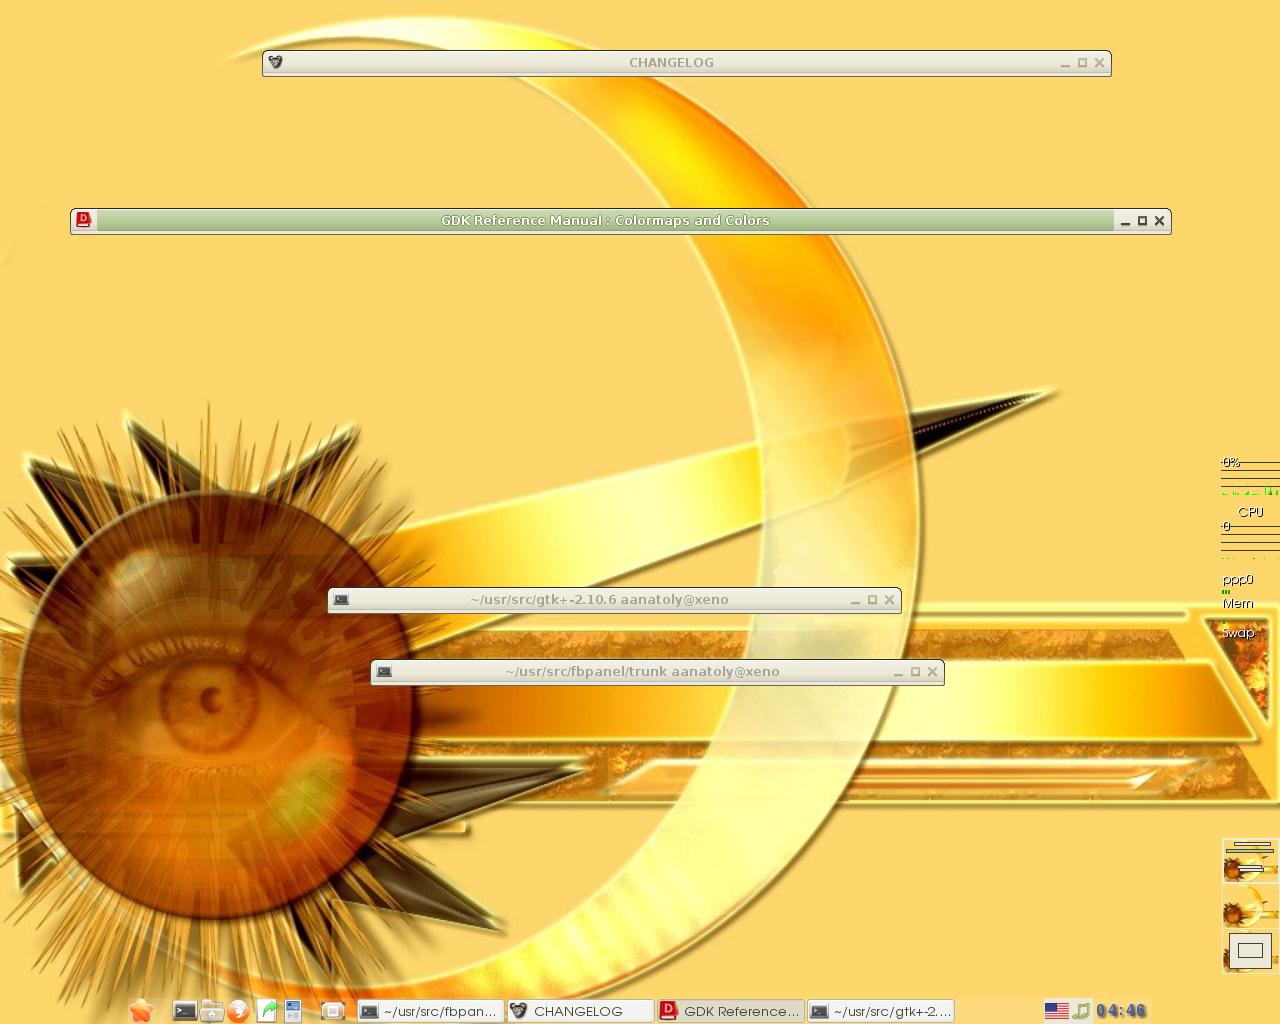 CHANGELOG
GDK Reference Manual : Colormaps and Colors
0%
CPU
0
ppp0
Mem
~/usr/src/gtk+-2.10.6 aanatoly@xeno
Swap
~/usr/src/fbpanel/trunk aanatoly@xeno
~/usr/src/fbpan...
CHANGELOG
GDK Reference...
~/usr/src/gtk+-2....
04:46